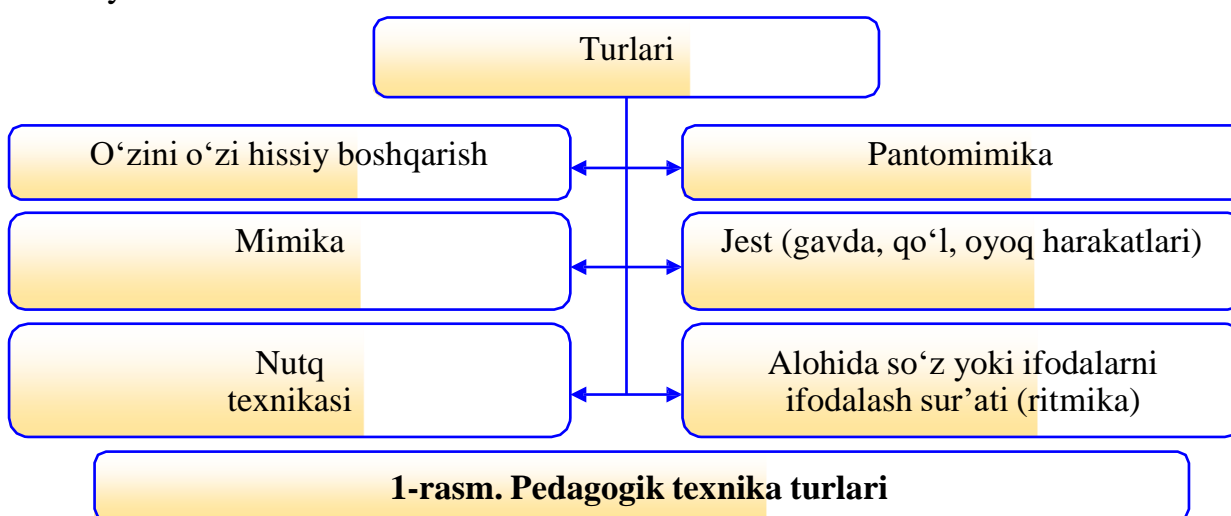 Turlari
O‘zini o‘zi hissiy boshqarish
Pantomimika
Mimika
Jest (gavda, qo‘l, oyoq harakatlari)
Nutq
texnikasi
Alohida so‘z yoki ifodalarni
ifodalash sur’ati (ritmika)
1-rasm. Pedagogik texnika turlari